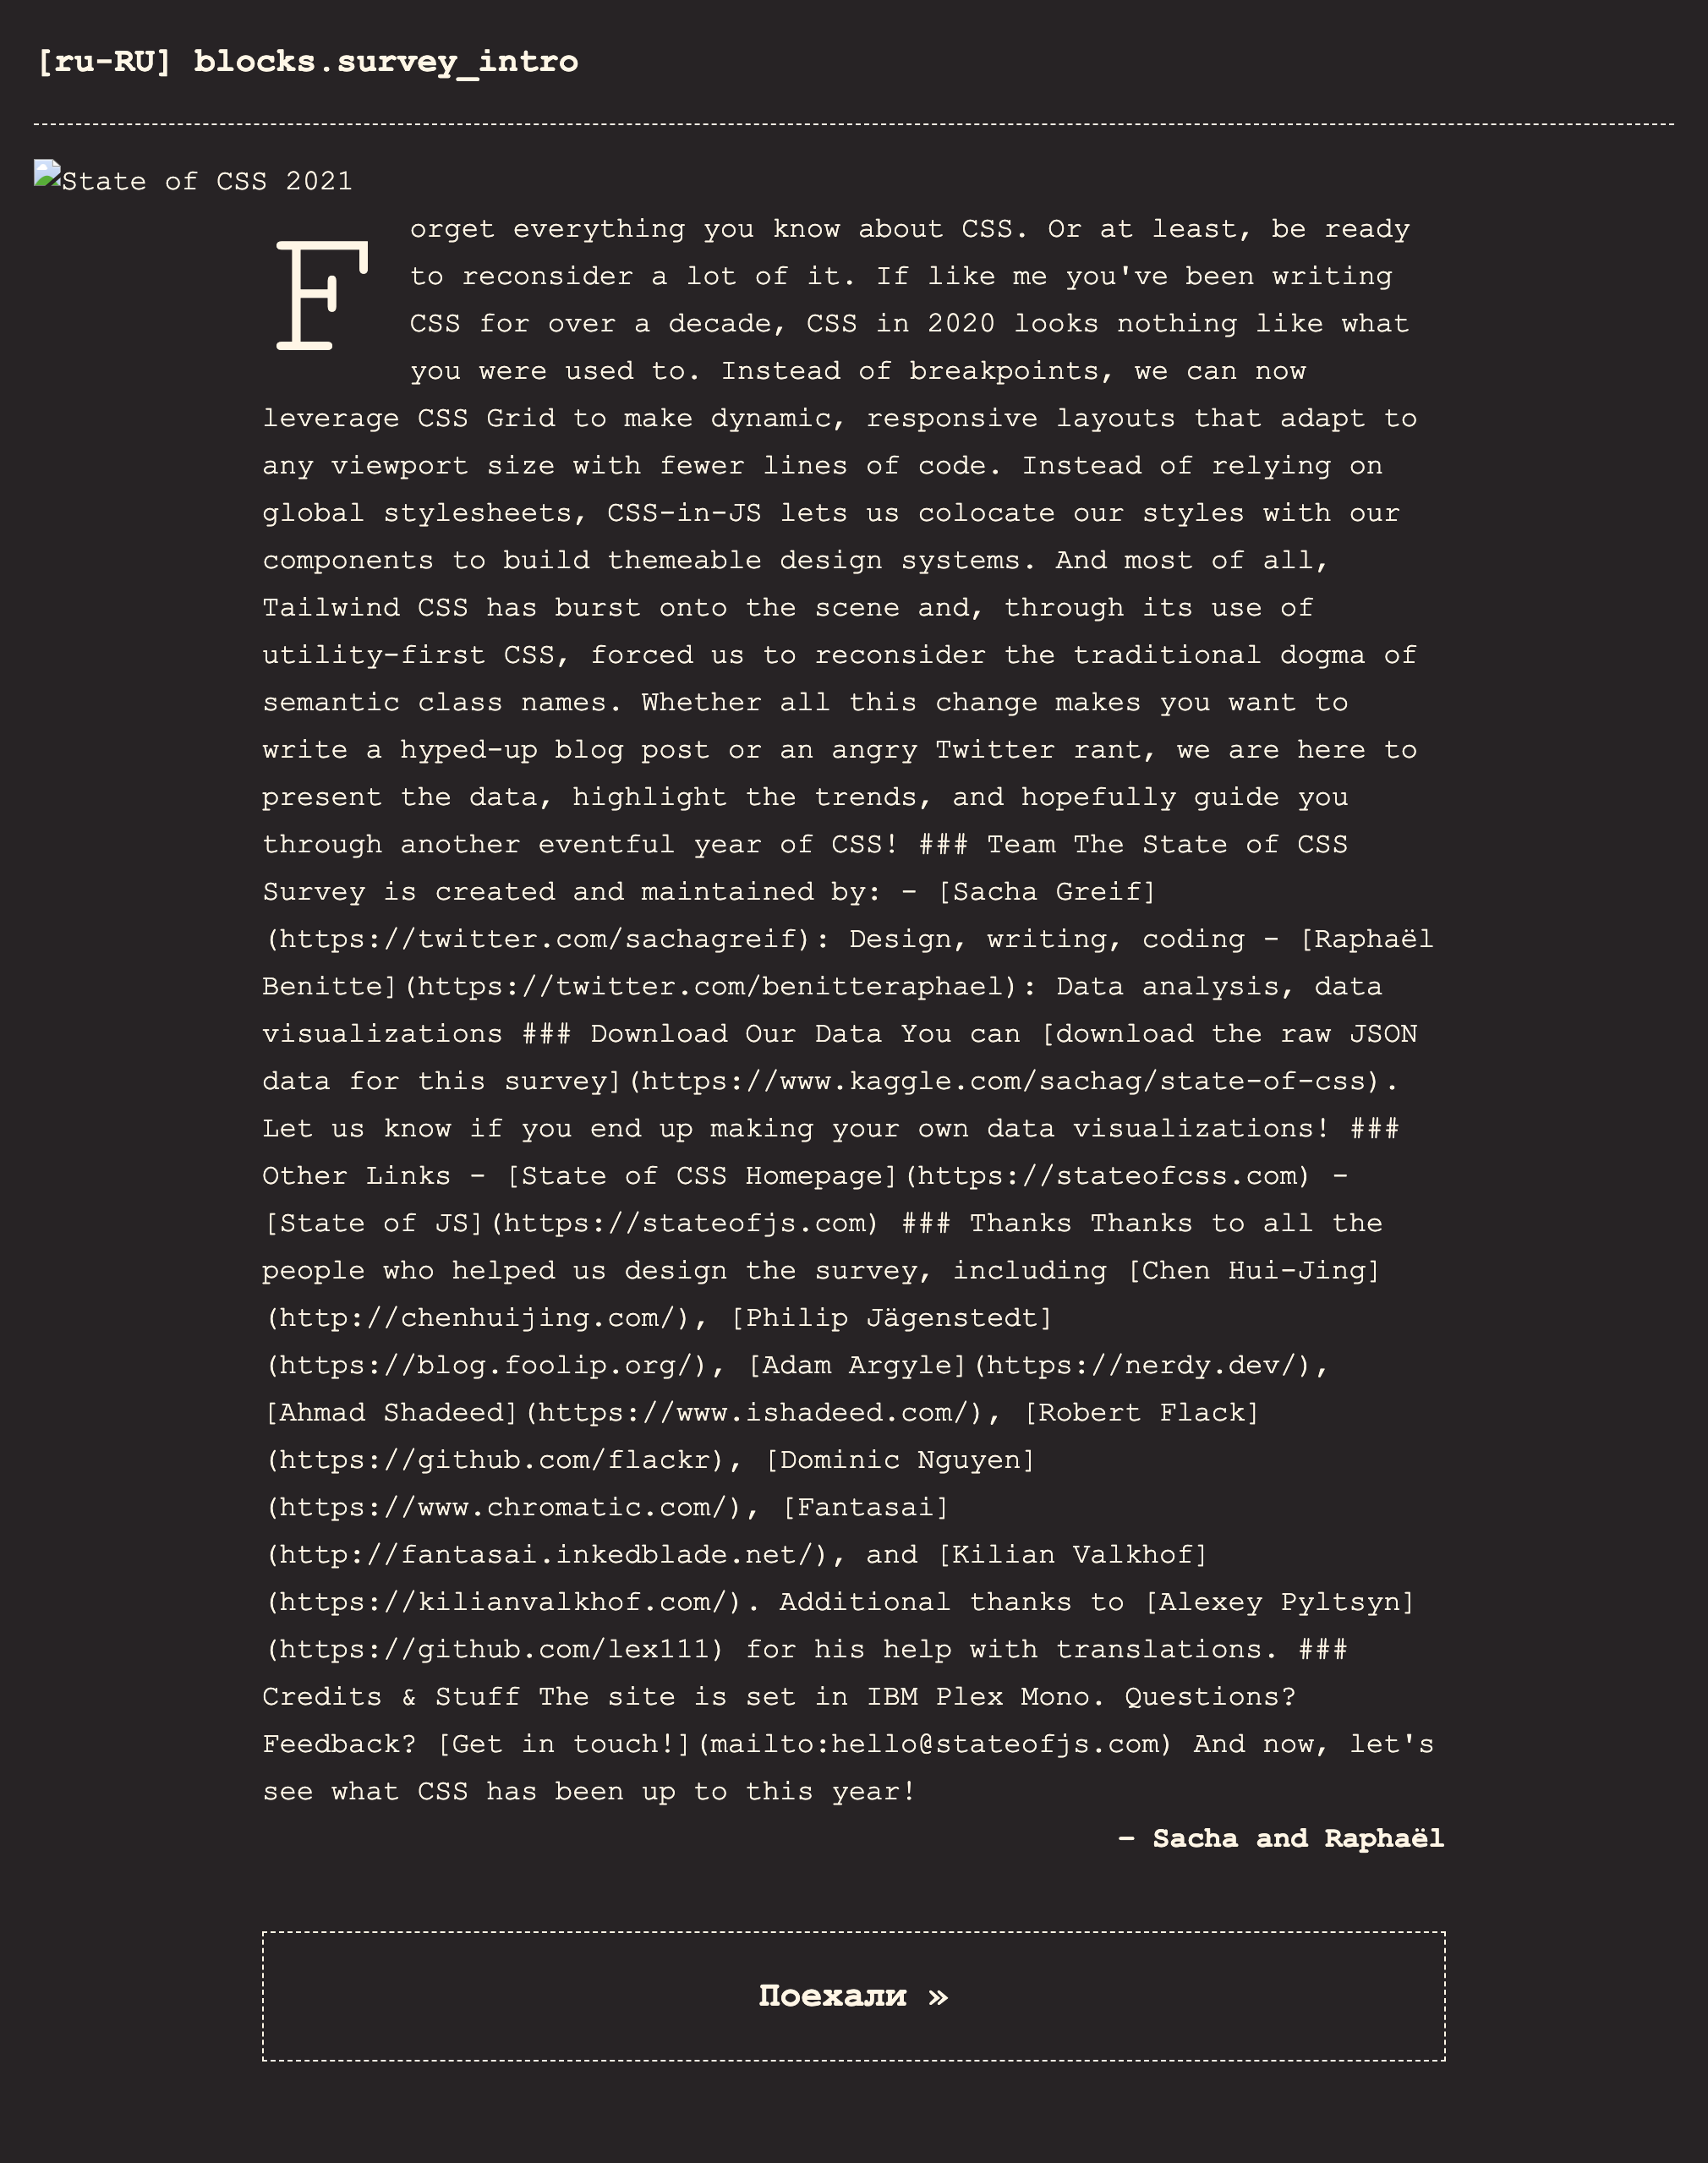 [ru-RU] blocks.survey_intro
State of CSS 2021
Forget everything you know about CSS. Or at least, be ready
to reconsider a lot of it. If like me you've been writing
CSS for over a decade, CSS in 2020 looks nothing like what
you were used to. Instead of breakpoints, we can now
leverage CSS Grid to make dynamic, responsive layouts that adapt to
any viewport size with fewer lines of code. Instead of relying on
global stylesheets, CSS-in-JS lets us colocate our styles with our
components to build themeable design systems. And most of all,
Tailwind CSS has burst onto the scene and, through its use of
utility-first CSS, forced us to reconsider the traditional dogma of
semantic class names. Whether all this change makes you want to
write a hyped-up blog post or an angry Twitter rant, we are here to
present the data, highlight the trends, and hopefully guide you
through another eventful year of CSS! ### Team The State of CSS
Survey is created and maintained by: - [Sacha Greif]
(https://twitter.com/sachagreif): Design, writing, coding - [Raphaël
Benitte](https://twitter.com/benitteraphael): Data analysis, data
visualizations ### Download Our Data You can [download the raw JSON
data for this survey](https://www.kaggle.com/sachag/state-of-css).
Let us know if you end up making your own data visualizations! ###
Other Links - [State of CSS Homepage](https://stateofcss.com) -
[State of JS](https://stateofjs.com) ### Thanks Thanks to all the
people who helped us design the survey, including [Chen Hui-Jing]
(http://chenhuijing.com/), [Philip Jägenstedt]
(https://blog.foolip.org/), [Adam Argyle](https://nerdy.dev/),
[Ahmad Shadeed](https://www.ishadeed.com/), [Robert Flack]
(https://github.com/flackr), [Dominic Nguyen]
(https://www.chromatic.com/), [Fantasai]
(http://fantasai.inkedblade.net/), and [Kilian Valkhof]
(https://kilianvalkhof.com/). Additional thanks to [Alexey Pyltsyn]
(https://github.com/lex111) for his help with translations. ###
Credits & Stuff The site is set in IBM Plex Mono. Questions?
Feedback? [Get in touch!](mailto:hello@stateofjs.com) And now, let's
see what CSS has been up to this year!
– Sacha and Raphaël
Поехали »